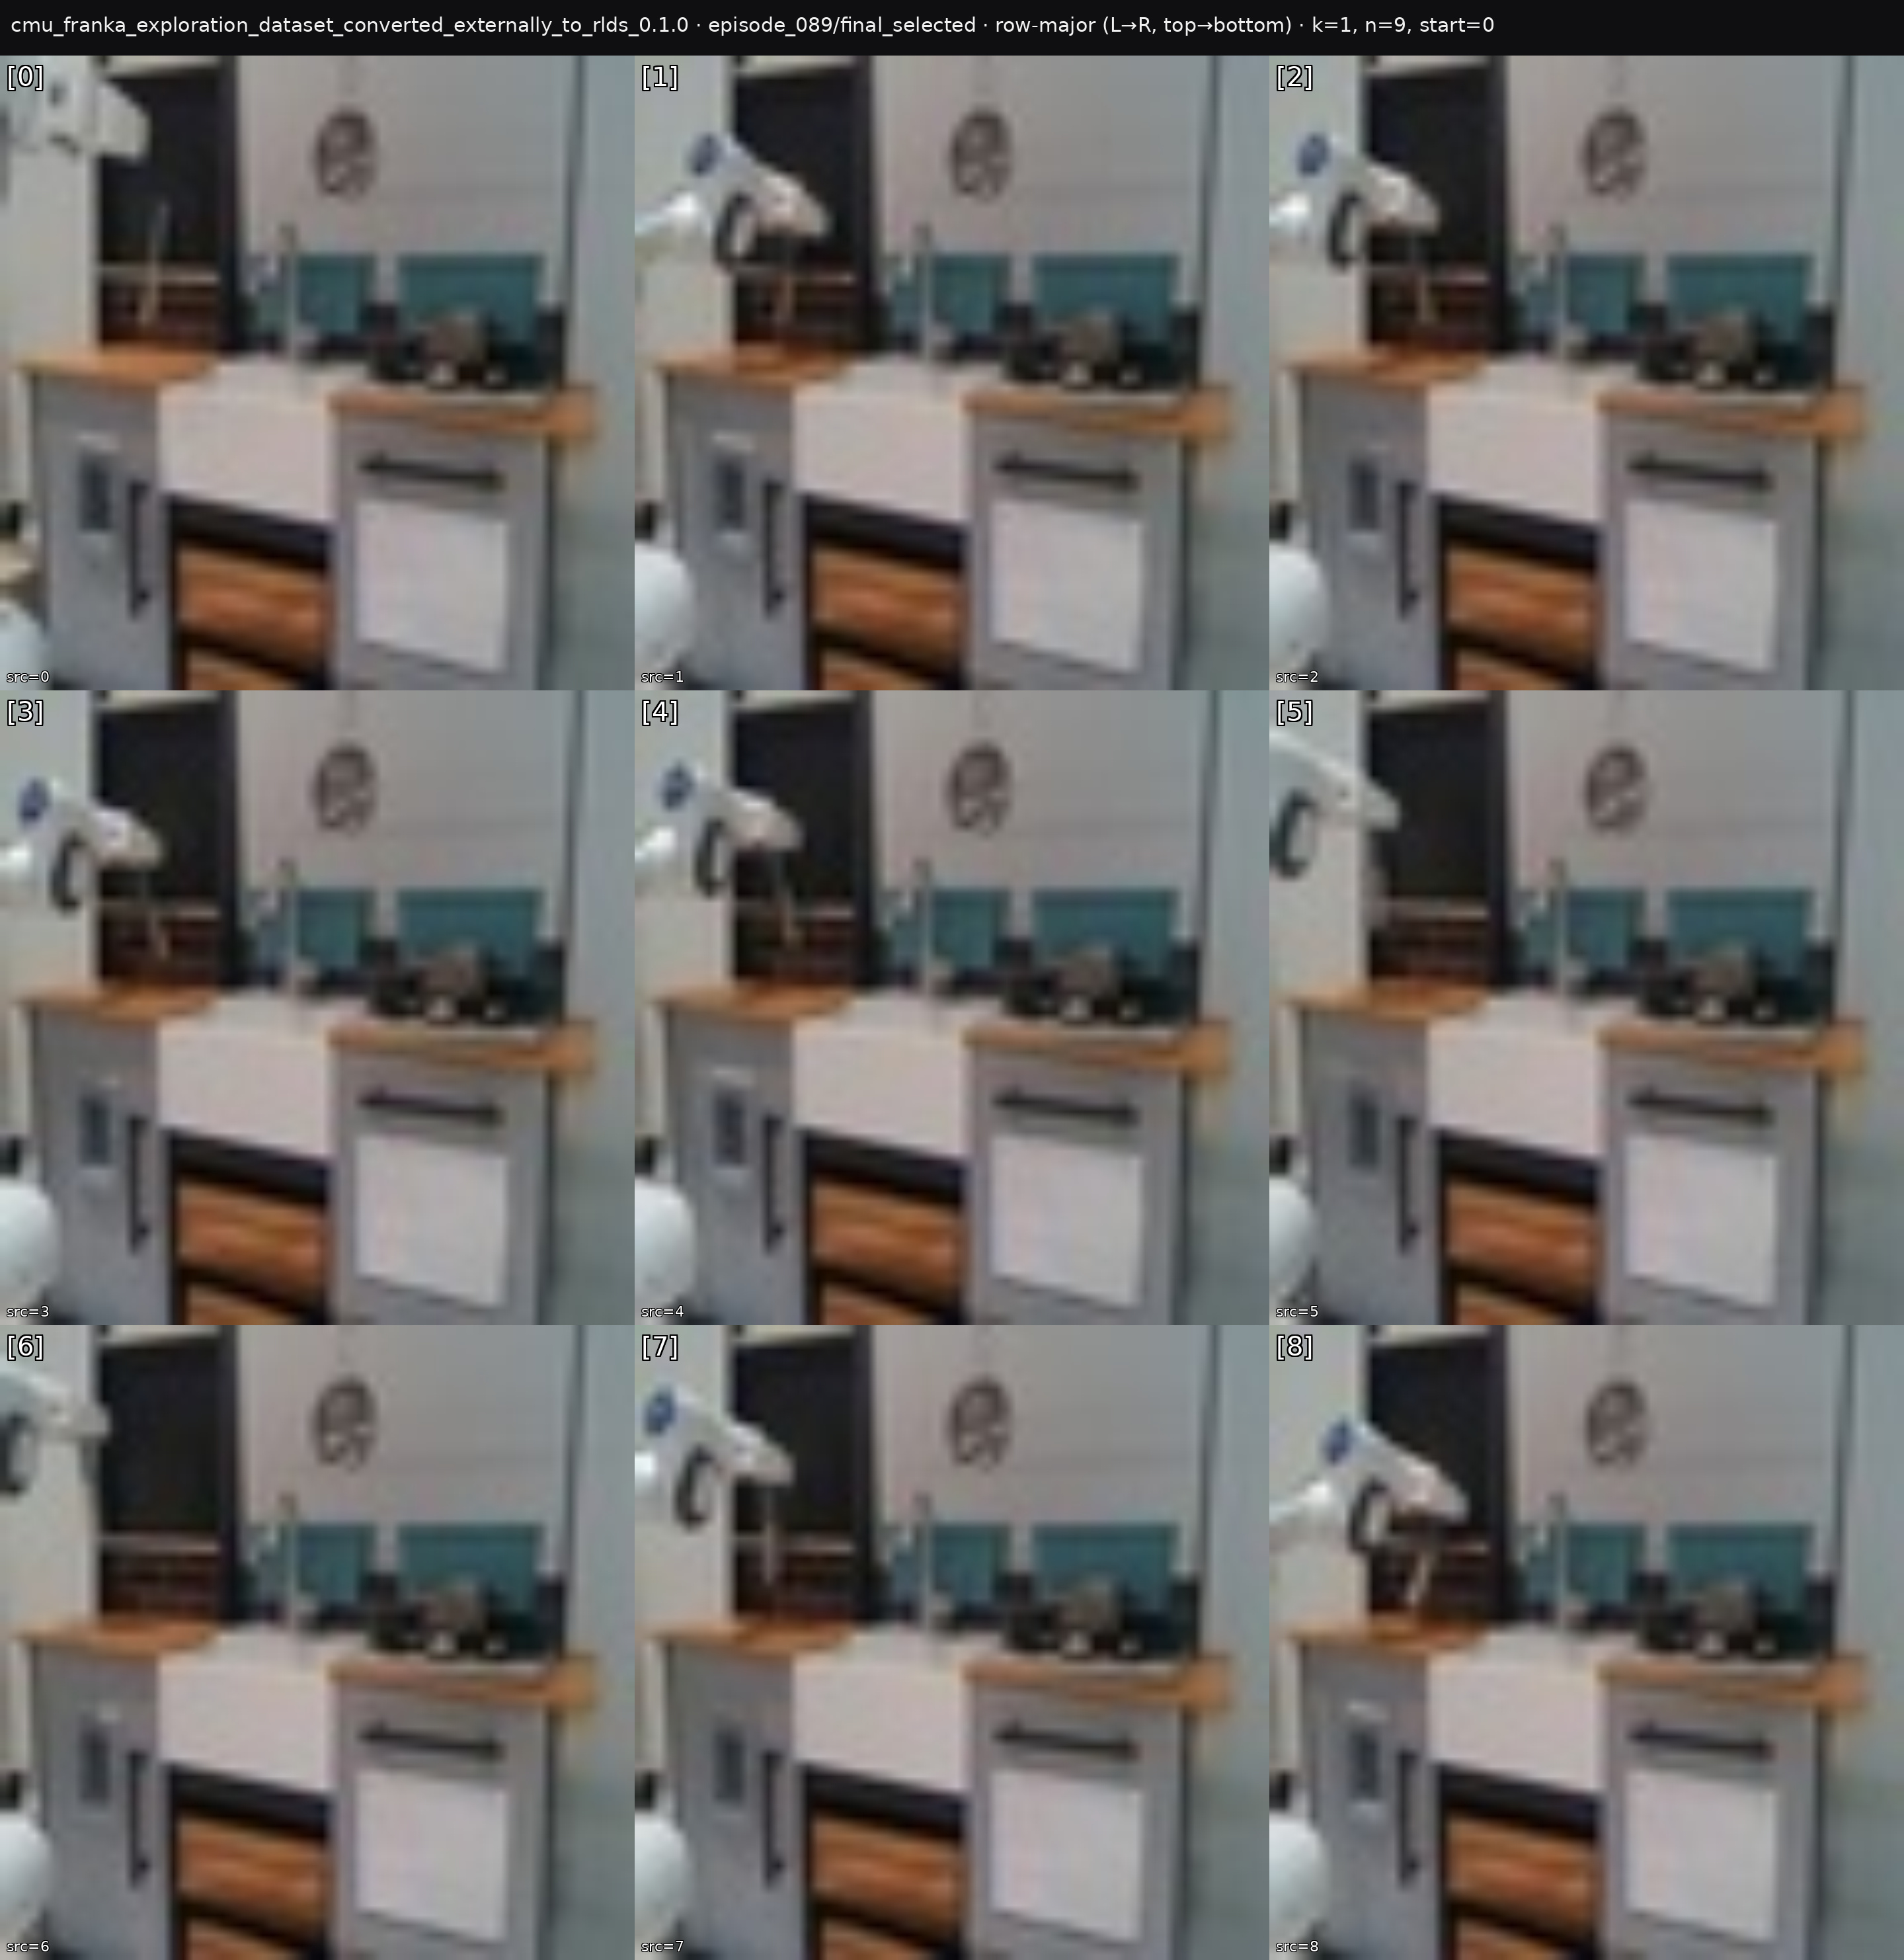 cmu_franka_exploration_dataset_converted_externally_to_rlds_0.1.0 · episode_089/final_selected · row-major (L→R, top→bottom) · k=1, n=9, start=0
[0]
[1]
[2]
src=0
src=1
src=2
[3]
[4]
[5]
src=3
src=4
src=5
[6]
[7]
[8]
src=6
src=7
src=8